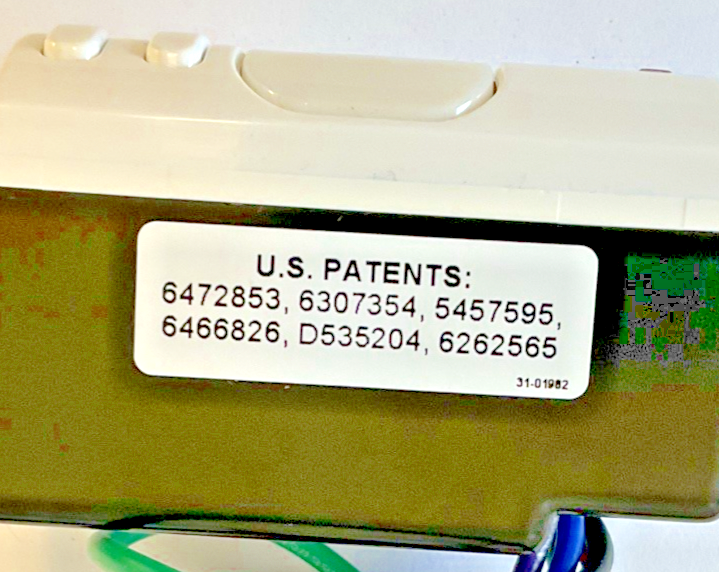 U.S. PATENTS:
6472853, 6307354, 5457595,
6466826, D535204, 6262565
31-01982